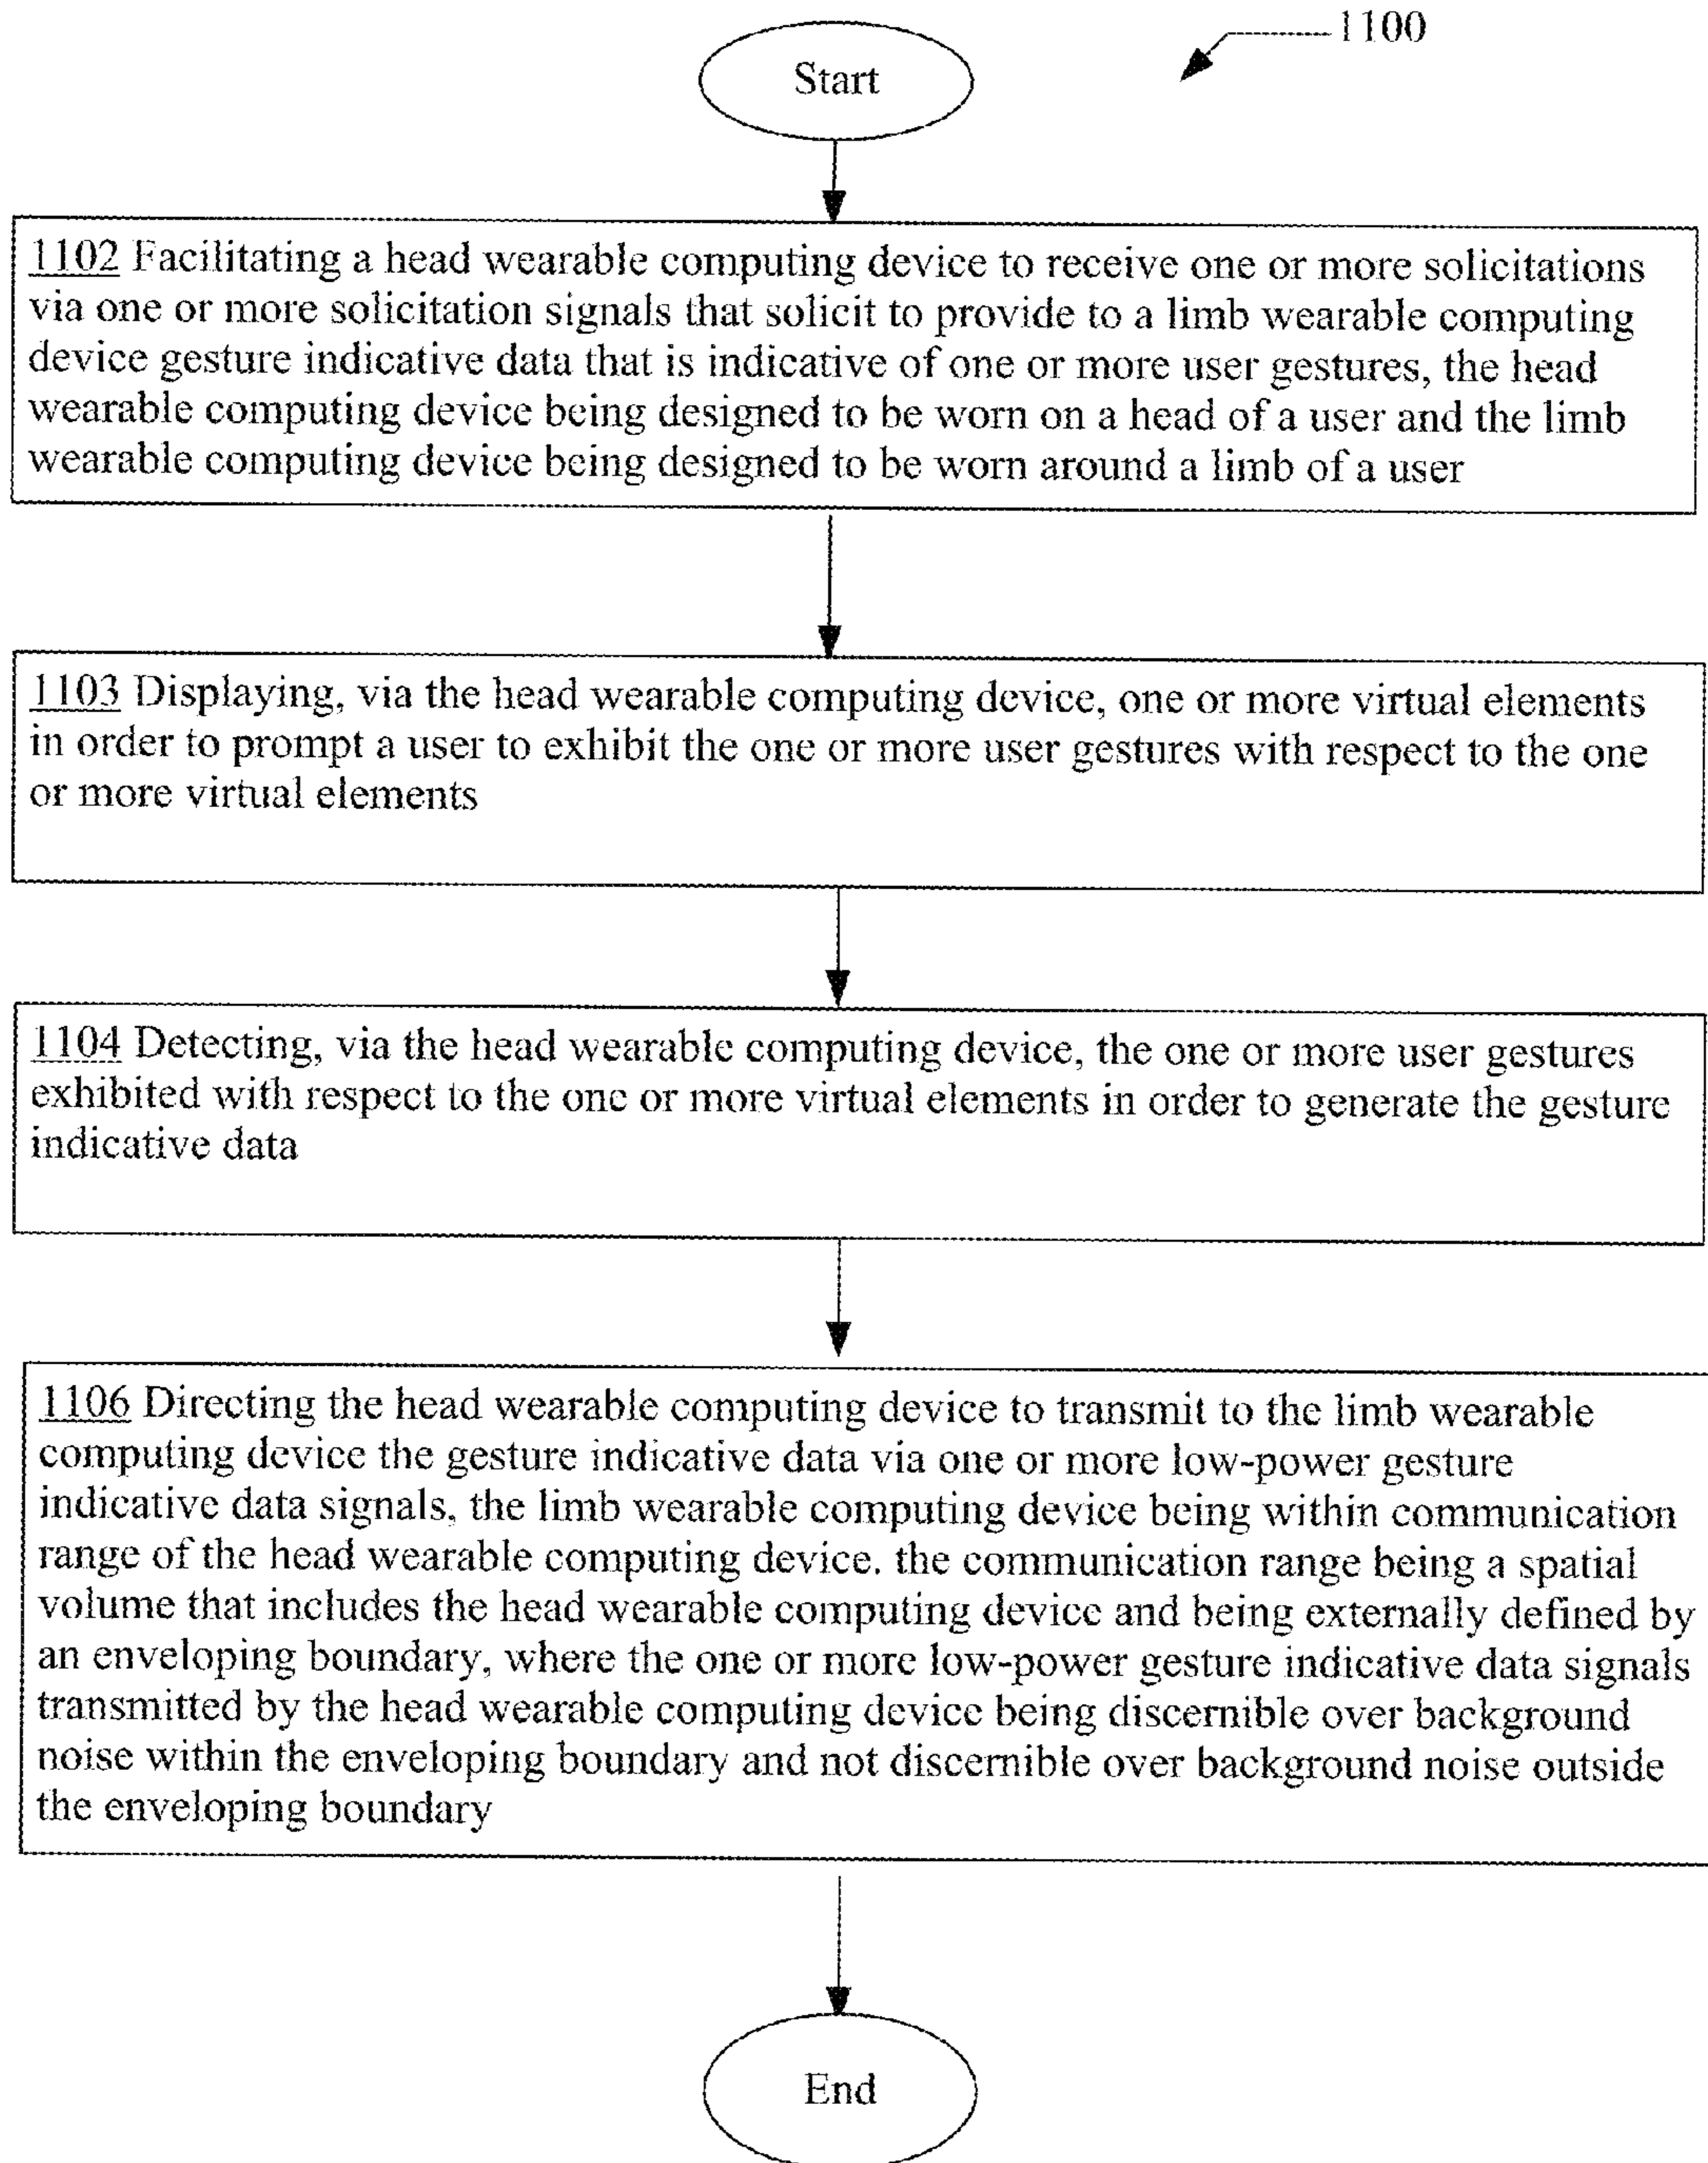 1100
Start
1102 Facilitating a head wearable computing device to receive one or more solicitations
via one or more solicitation signals that solicit to provide to a limb wearable computing
device gesture indicative data that is indicative of one or more user gestures, the head
wearable computing device being designed to be worn on a head of a user and the limb
wearable computing device being designed to be worn around a limb of a user
1103 Displaying, via the head wearable computing device, one or more virtual elements
in order to prompt a user to exhibit the one or more user gestures with respect to the one
or more virtual elements
1104 Detecting, via the head wearable computing device, the one or more user gestures
exhibited with respect to the one or more virtual elements in order to generate the gesture
indicative data
1106 Directing the head wearable computing device to transmit to the limb wearable
computing device the gesture indicative data via one or more low-power gesture
indicative data signals, the limb wearable computing device being within communication
range of the head wearable computing device. the communication range being a spatial
volume that includes the head wearable computing device and being externally defined by
an enveloping boundary, where the one or more low-power gesture indicative data signals
transmitted by the head wearable computing device being discernible over background
noise within the enveloping boundary and not discernible over background noise outside
the enveloping boundary
End